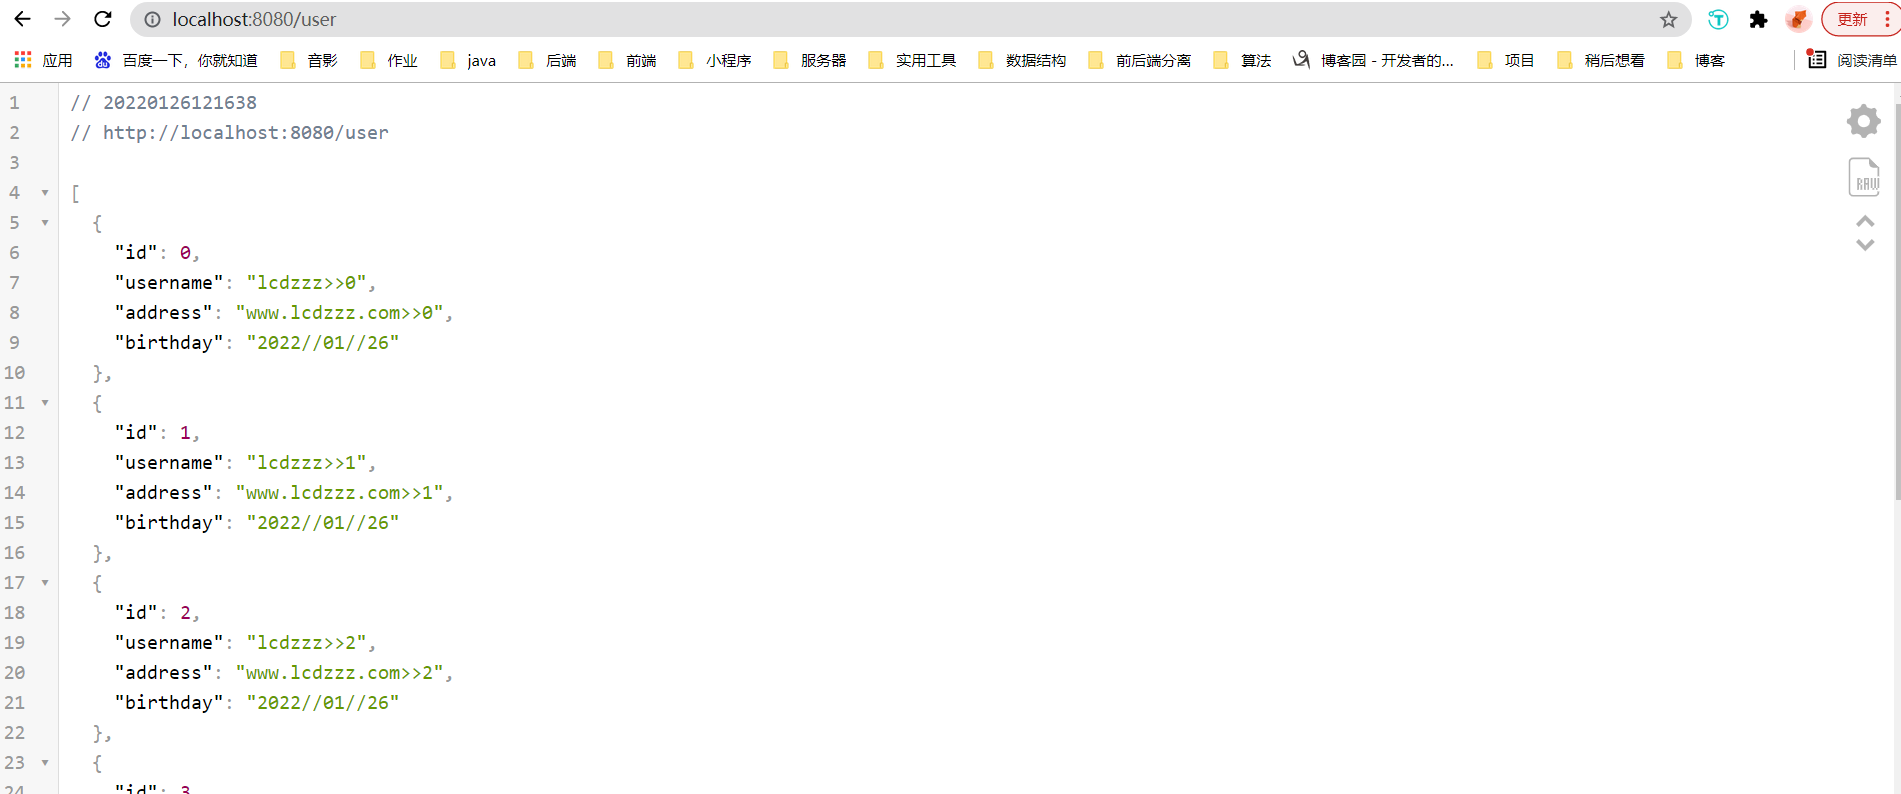 localhost:8080/user
更新
应用 百度一下，你就知道 音影 作业 java 后端 前端 小程序 服务器 实用工具 数据结构 前后端分离 算法 博客园 - 开发者的... 项目 稍后想看 博客 阅读清单
1 // 20220126121638
2 // http://localhost:8080/user
3
4 [
5 {
6 "id": 0,
7 "username": "lcdzzz>>0",
8 "address": "www.lcdzzz.com>>0",
9 "birthday": "2022//01//26"
10 },
11 {
12 "id": 1,
13 "username": "lcdzzz>>1",
14 "address": "www.lcdzzz.com>>1",
15 "birthday": "2022//01//26"
16 },
17 {
18 "id": 2,
19 "username": "lcdzzz>>2",
20 "address": "www.lcdzzz.com>>2",
21 "birthday": "2022//01//26"
22 },
23 {
24 "id": 3,
RAW